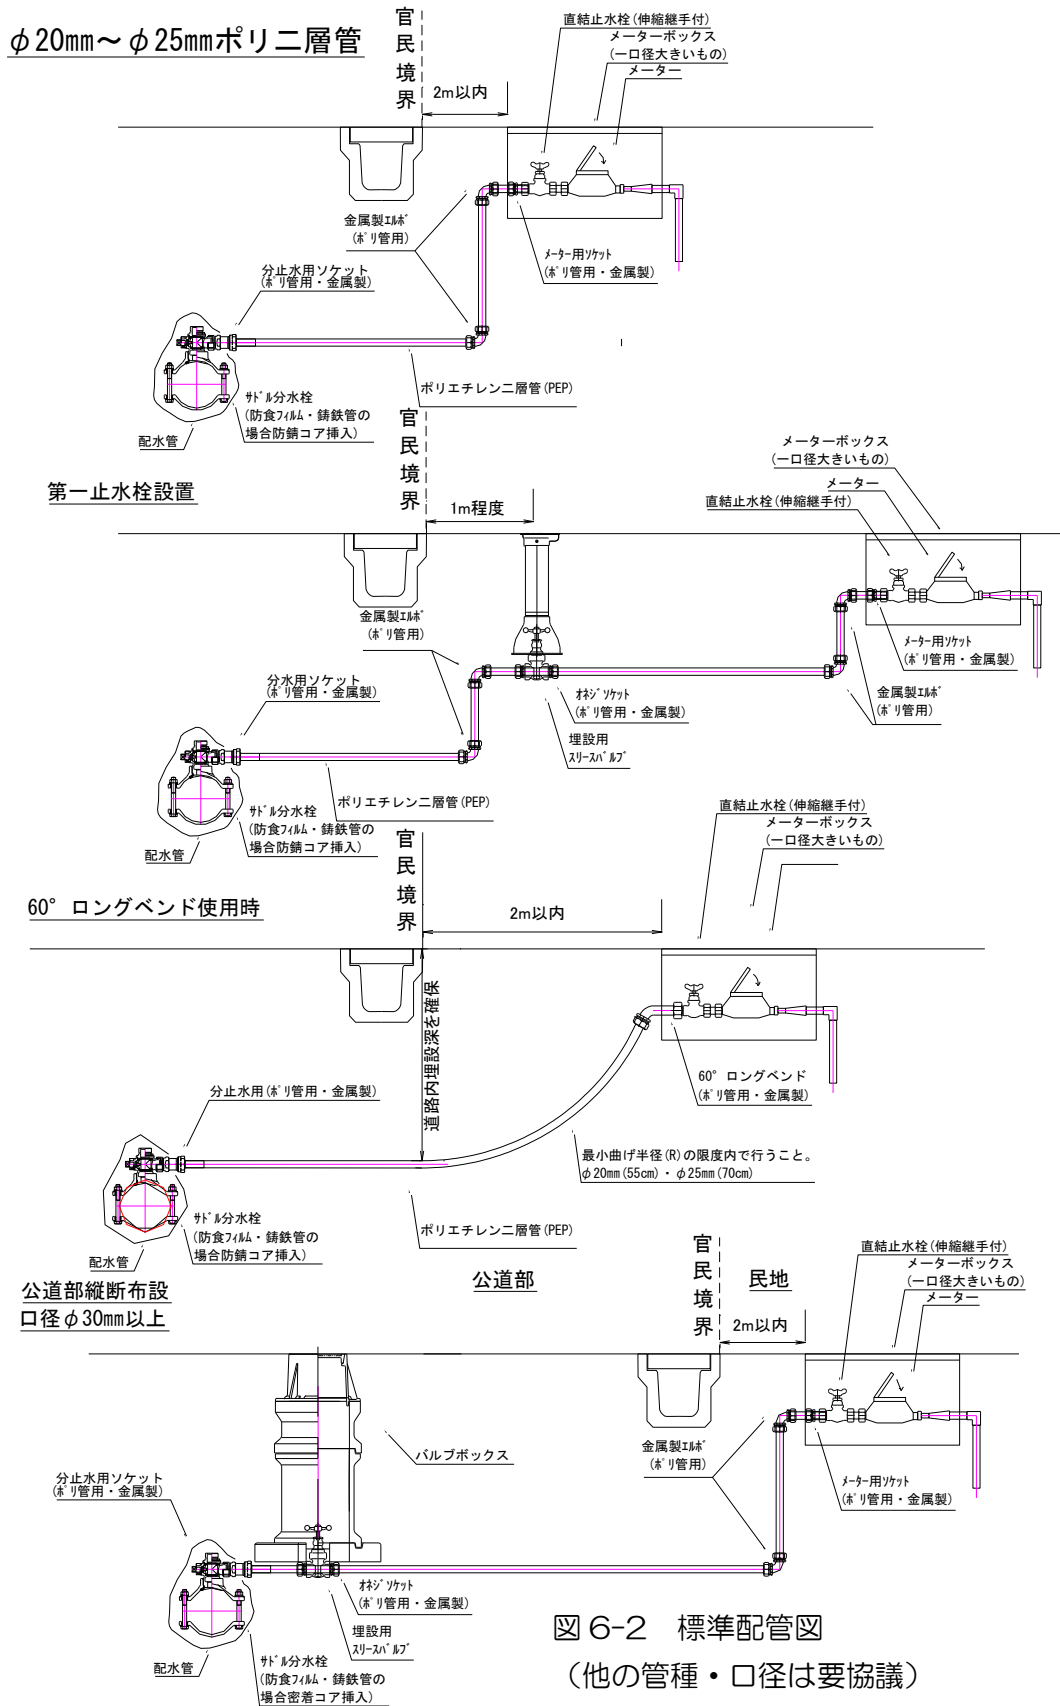 φ20mm～φ25mmポリ二層管
官民境界
2m以内
直結止水栓(伸縮継手付)
メーターボックス
(一口径大きいもの)
メーター
金属製ｴﾙﾎﾞ
(ﾎﾟﾘ管用)
メーター用ｿｹｯﾄ
(ﾎﾟﾘ管用・金属製)
分止水用ソケット
(ﾎﾟﾘ管用・金属製)
ポリエチレン二層管(PEP)
ｻﾄﾞﾙ分水栓
(防食ﾌｨﾙﾑ・鋳鉄管の
場合防錆コア挿入)
配水管
第一止水栓設置
官民境界
1m程度
メーターボックス
(一口径大きいもの)
メーター
直結止水栓(伸縮継手付)
金属製ｴﾙﾎﾞ
(ﾎﾟﾘ管用)
メーター用ｿｹｯﾄ
(ﾎﾟﾘ管用・金属製)
分水用ソケット
(ﾎﾟﾘ管用・金属製)
ｵﾈｼﾞｿｹｯﾄ
(ﾎﾟﾘ管用・金属製)
金属製ｴﾙﾎﾞ
(ﾎﾟﾘ管用)
埋設用
ｽﾘｰｽﾊﾞﾙﾌﾞ
ポリエチレン二層管(PEP)
ｻﾄﾞﾙ分水栓
(防食ﾌｨﾙﾑ・鋳鉄管の
場合防錆コア挿入)
配水管
60°ロングベンド使用時
官民境界
2m以内
直結止水栓(伸縮継手付)
メーターボックス
(一口径大きいもの)
道路内埋設深を確保
60°ロングベンド
(ﾎﾟﾘ管用・金属製)
分止水用(ﾎﾟﾘ管用・金属製)
最小曲げ半径(R)の限度内で行うこと。
φ20mm(55cm)・φ25mm(70cm)
ポリエチレン二層管(PEP)
ｻﾄﾞﾙ分水栓
(防食ﾌｨﾙﾑ・鋳鉄管の
場合防錆コア挿入)
配水管
公道部縦断布設
口径φ30mm以上
公道部
官民境界
民地
2m以内
直結止水栓(伸縮継手付)
メーターボックス
(一口径大きいもの)
メーター
バルブボックス
金属製ｴﾙﾎﾞ
(ﾎﾟﾘ管用)
メーター用ｿｹｯﾄ
(ﾎﾟﾘ管用・金属製)
分止水用ソケット
(ﾎﾟﾘ管用・金属製)
ｵﾈｼﾞｿｹｯﾄ
(ﾎﾟﾘ管用・金属製)
埋設用
ｽﾘｰｽﾊﾞﾙﾌﾞ
ｻﾄﾞﾙ分水栓
(防食ﾌｨﾙﾑ・鋳鉄管の
場合密着コア挿入)
配水管
図6-2　標準配管図
（他の管種・口径は要協議）